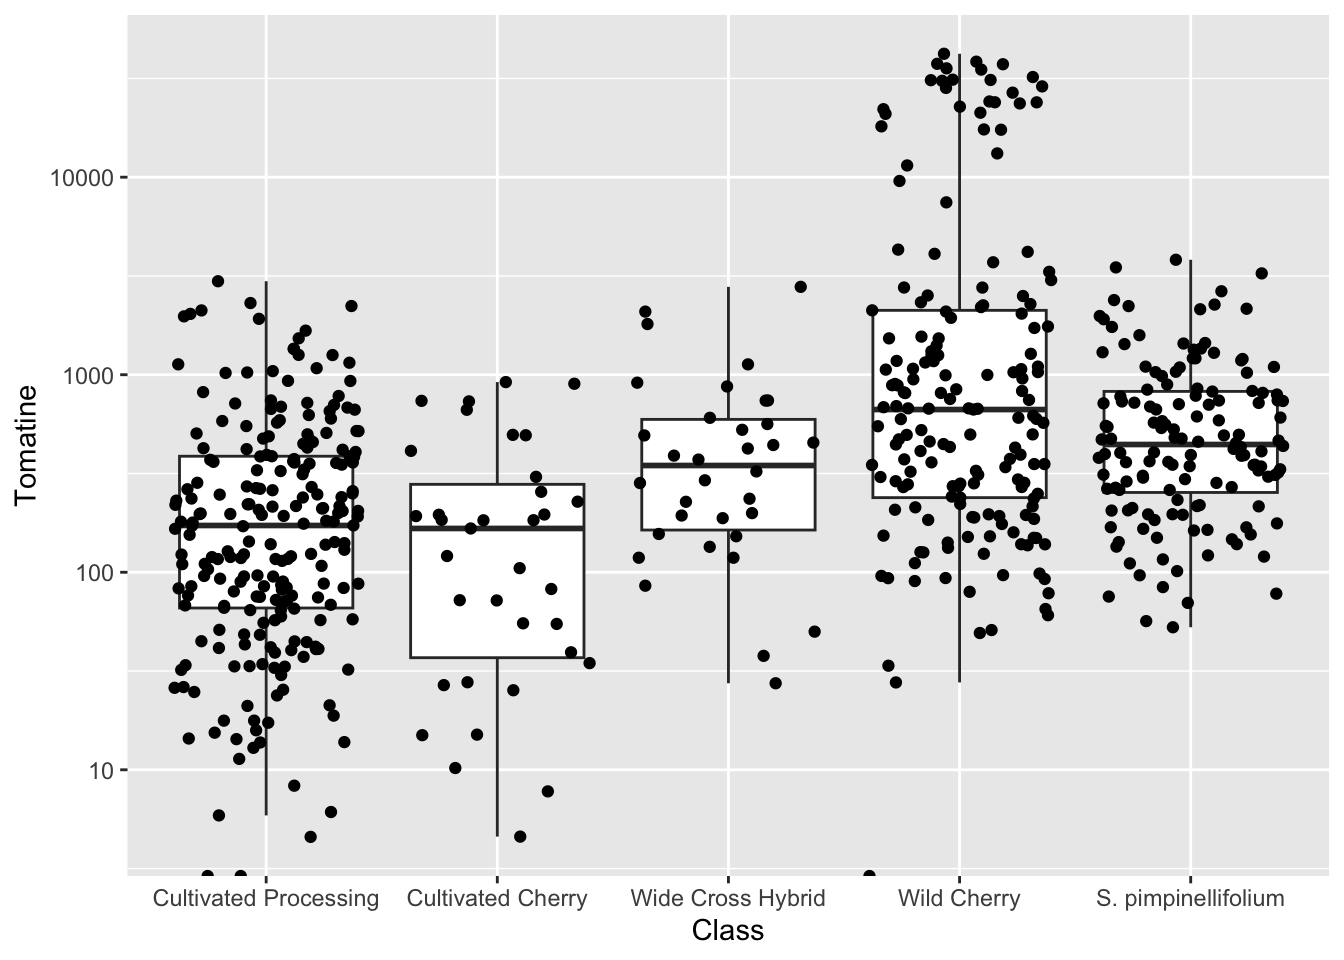 Tomatine
10000
1000
100
10
Cultivated Processing
Cultivated Cherry
Wide Cross Hybrid
Wild Cherry
S. pimpinellifolium
Class